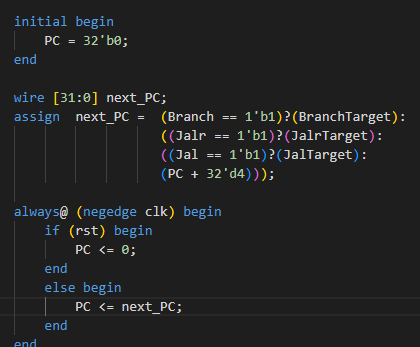 initial begin
PC = 32'b0;
end
wire [31:0] next_PC;
assign next_PC = (Branch == 1'b1)?(BranchTarget):
((Jalr == 1'b1)?(JalrTarget):
((Jal == 1'b1)?(JalTarget):
(PC + 32'd4)));
always@ (negedge clk) begin
if (rst) begin
PC <= 0;
end
else begin
PC <= next_PC;
end
end